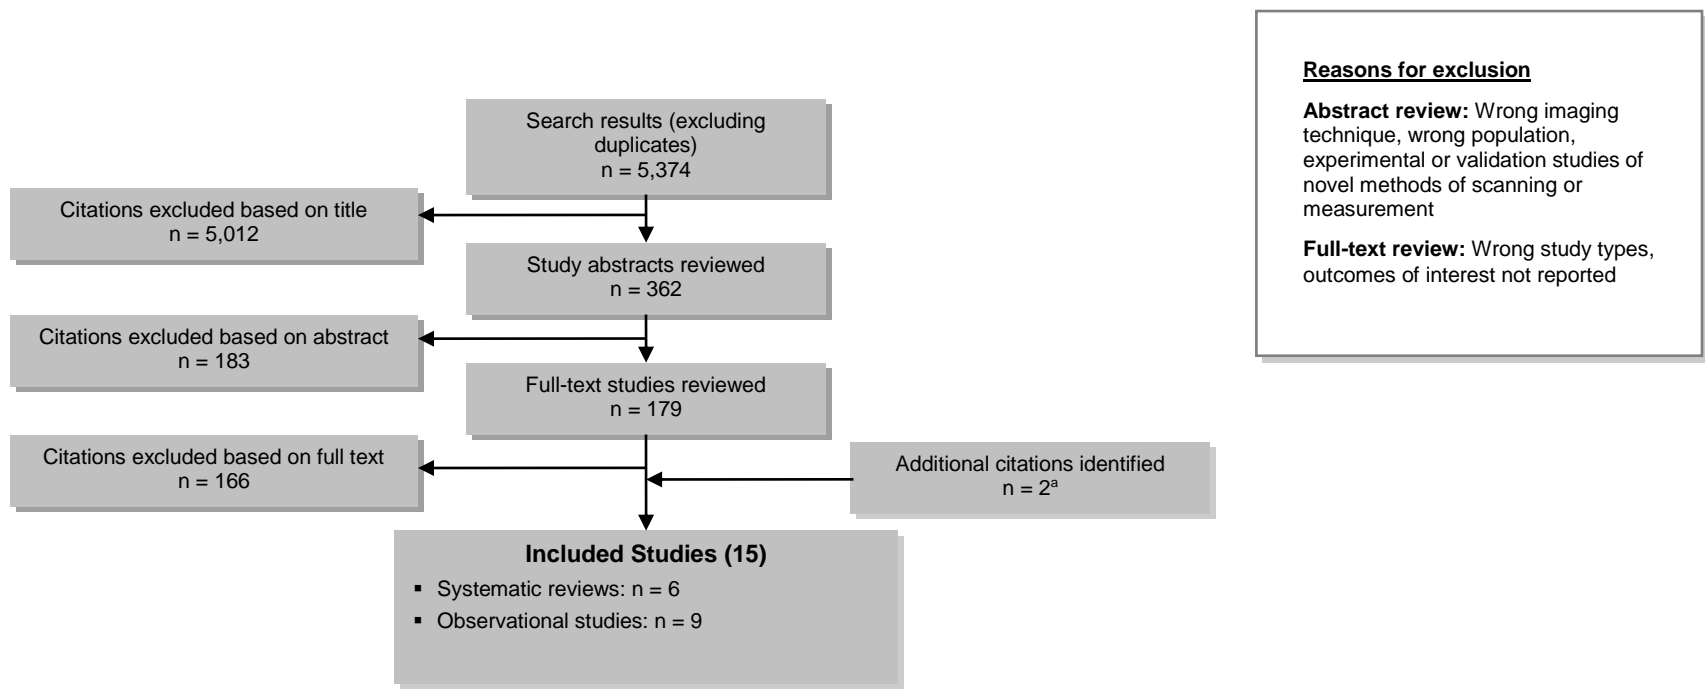 Search results (excluding
duplicates)
n = 5,374
Citations excluded based on title
n = 5,012
Study abstracts reviewed
n = 362
Citations excluded based on abstract
n = 183
Full-text studies reviewed
n = 179
Citations excluded based on full text
n = 166
Additional citations identified
n = 2ᵃ
Included Studies (15)
▪ Systematic reviews: n = 6
▪ Observational studies: n = 9
Reasons for exclusion
Abstract review: Wrong imaging
technique, wrong population,
experimental or validation studies of
novel methods of scanning or
measurement
Full-text review: Wrong study types,
outcomes of interest not reported